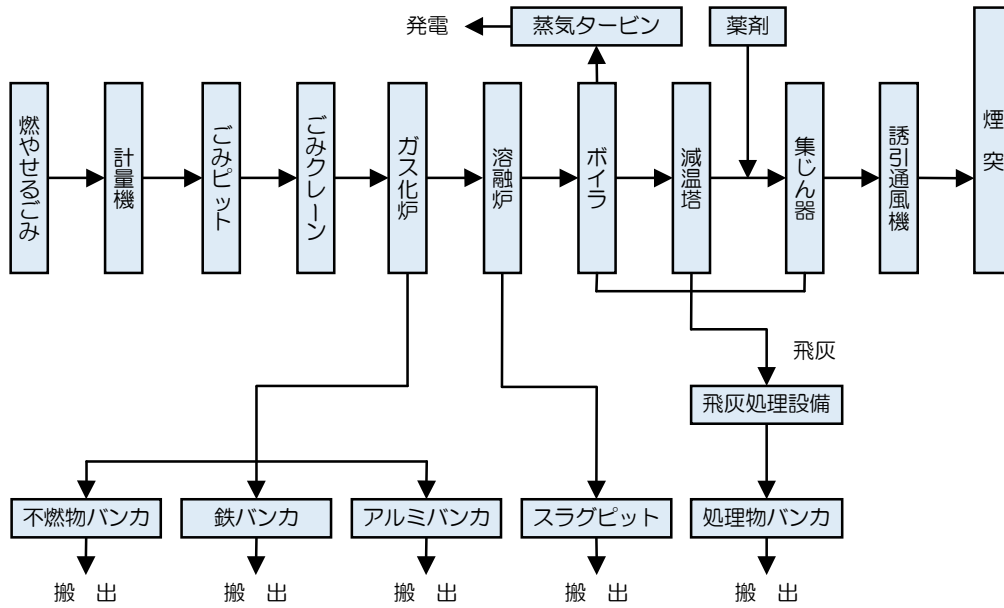 発電
蒸気タービン
薬剤
燃やせるごみ
計量機
ごみピット
ごみクレーン
ガス化炉
溶融炉
ボイラ
減温塔
集じん器
誘引通風機
煙突
飛灰
飛灰処理設備
不燃物バンカ
鉄バンカ
アルミバンカ
スラグピット
処理物バンカ
搬 出
搬 出
搬 出
搬 出
搬 出